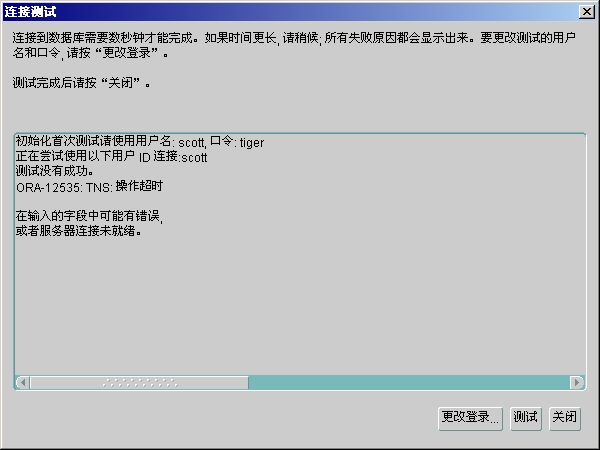 连接测试
连接到数据库需要数秒钟才能完成。如果时间更长, 请稍候; 所有失败原因都会显示出来。要更改测试的用户
名和口令, 请按“更改登录”。
测试完成后请按“关闭”。
初始化首次测试请使用用户名: scott, 口令: tiger
正在尝试使用以下用户 ID 连接:scott
测试没有成功。
ORA-12535: TNS: 操作超时
在输入的字段中可能有错误,
或者服务器连接未就绪。
更改登录... 测试 关闭